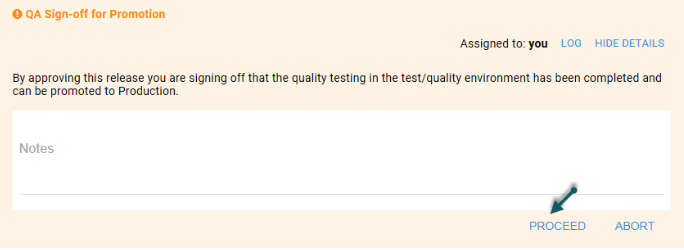 QA Sign-off for Promotion
Assigned to: you LOG HIDE DETAILS
By approving this release you are signing off that the quality testing in the test/quality environment has been completed and
can be promoted to Production.
Notes
PROCEED ABORT